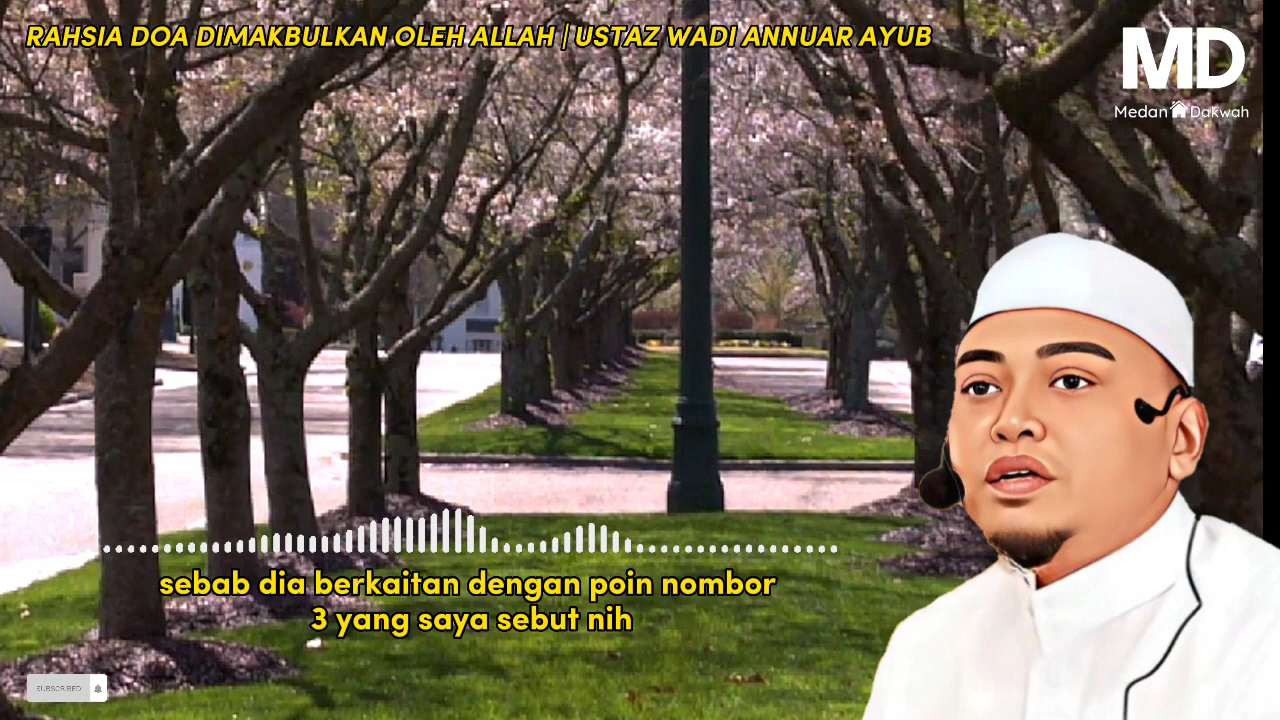 RAHSIA DOA DIMAKBULKAN OLEH ALLAH | USTAZ WADI ANNUAR AYUB
MD
Medan Dakwah
sebab dia berkaitan dengan poin nombor
3 yang saya sebut nih
SUBSCRIBED